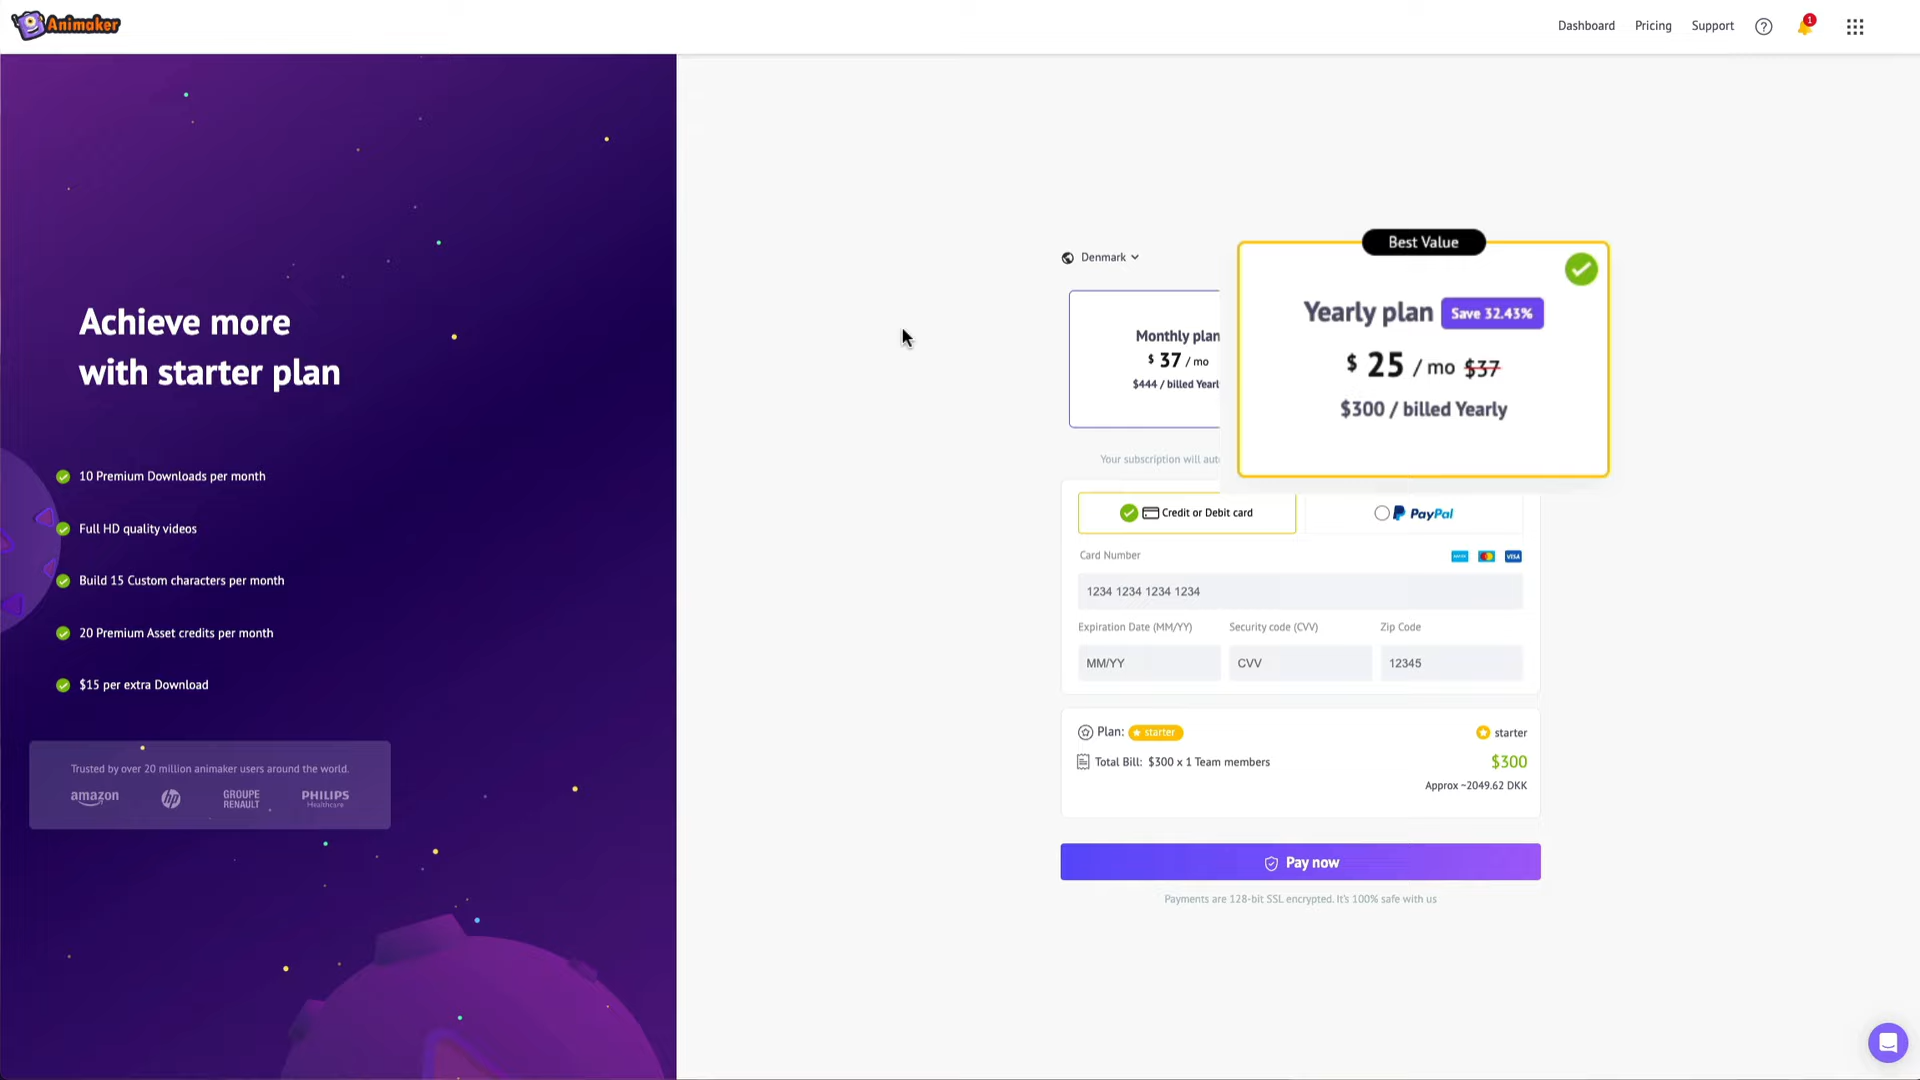 Animaker
Dashboard
Pricing
Support
1
Achieve more
with starter plan
10 Premium Downloads per month
Full HD quality videos
Build 15 Custom characters per month
20 Premium Asset credits per month
$15 per extra Download
Trusted by over 20 million animaker users around the world.
amazon
hp
GROUPE
RENAULT
PHILIPS
Healthcare
Denmark
Monthly plan
$ 37 / mo
$444 / billed Yearly
Best Value
Yearly plan Save 32.43%
$ 25 / mo $37
$300 / billed Yearly
Your subscription will aut
Credit or Debit card
PayPal
Card Number
VISA
1234 1234 1234 1234
Expiration Date (MM/YY)
Security code (CVV)
Zip Code
MM/YY
CVV
12345
Plan: starter
starter
Total Bill: $300 x 1 Team members
$300
Approx ~2049.62 DKK
Pay now
Payments are 128-bit SSL encrypted. It's 100% safe with us